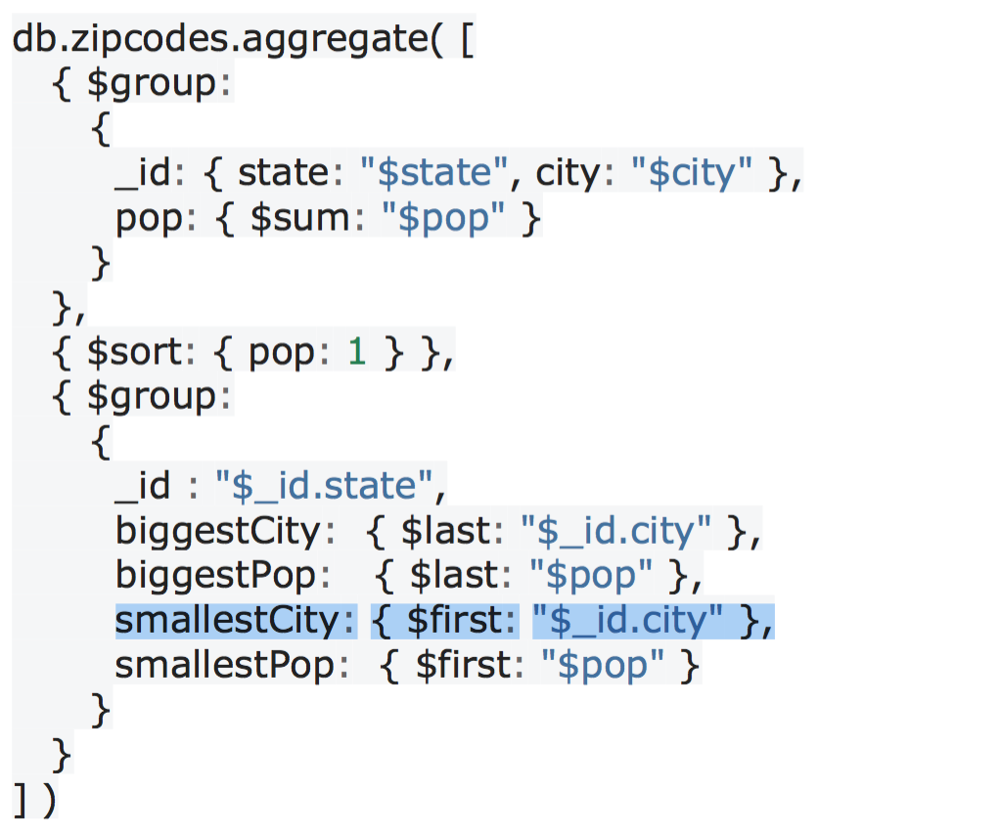 db.zipcodes.aggregate( [
{ $group:
{
_id: { state: "$state", city: "$city" },
pop: { $sum: "$pop" }
}
},
{ $sort: { pop: 1 } },
{ $group:
{
_id : "$_id.state",
biggestCity: { $last: "$_id.city" },
biggestPop: { $last: "$pop" },
smallestCity: { $first: "$_id.city" },
smallestPop: { $first: "$pop" }
}
}
] )